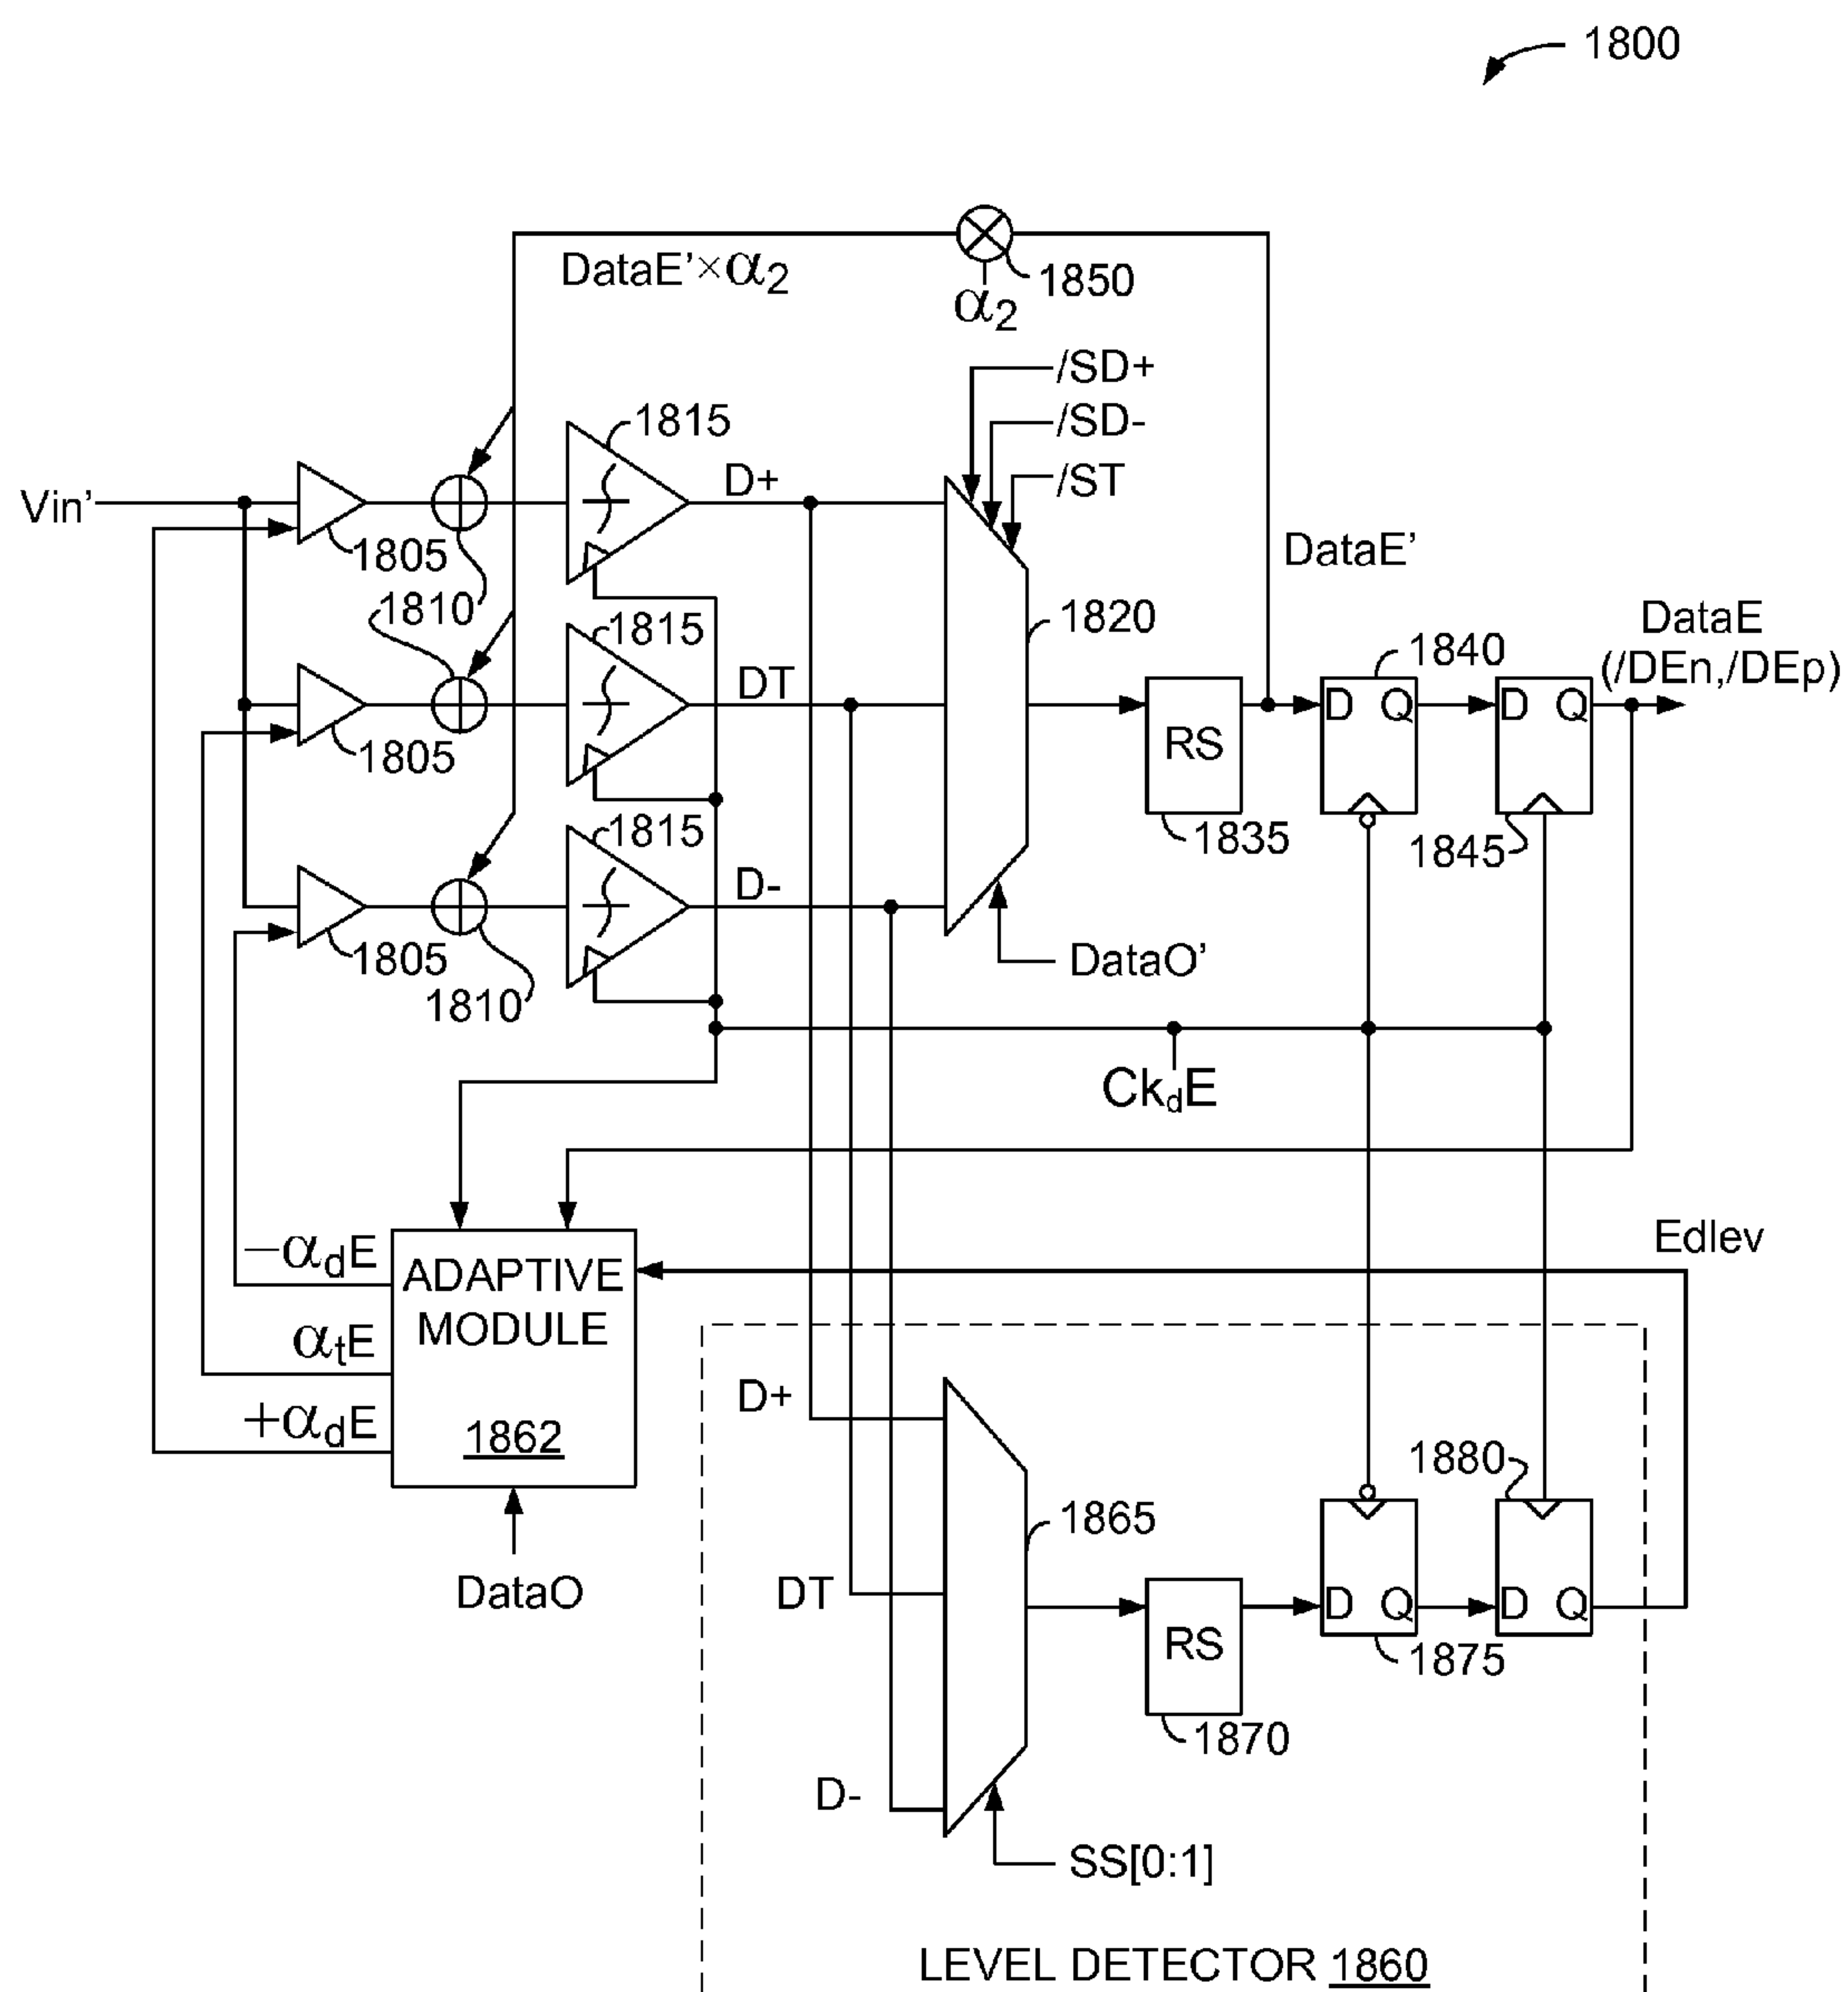 1800
DataE'×α2
1850
α2
/SD+
/SD-
/ST
1815
D+
Vin'
1805
DataE'
1810
1815
1820
DataE
(/DEn,/DEp)
1840
DT
D Q
D Q
RS
1805
1835
1845
1815
D-
1805
DataO'
1810
CkdE
Edlev
−αdE
ADAPTIVE
MODULE
αtE
+αdE
1862
D+
1880
1865
DataO
DT
D Q
D Q
RS
1875
1870
D-
SS[0:1]
LEVEL DETECTOR 1860